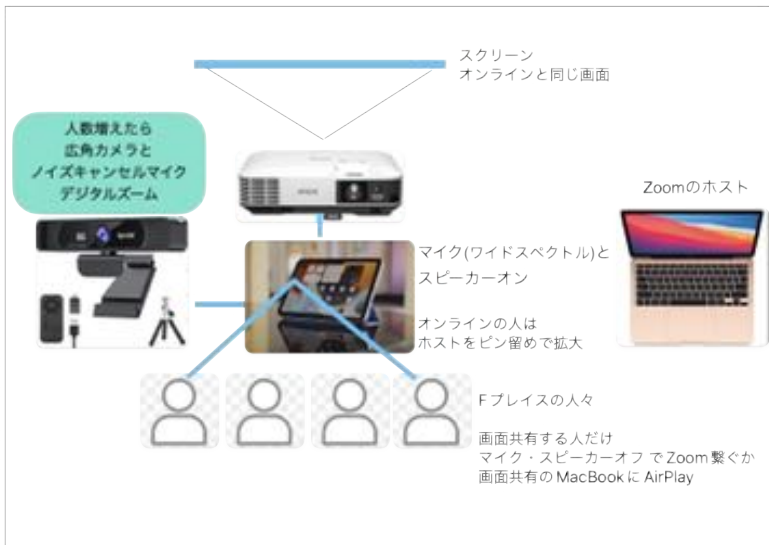 スクリーン
オンラインと同じ画面
人数増えたら
広角カメラと
ノイズキャンセルマイク
デジタルズーム
Zoomのホスト
マイク(ワイドスペクトル)と
スピーカーオン
オンラインの人は
ホストをピン留めで拡大
Fプレイスの人々
画面共有する人だけ
マイク・スピーカーオフ で Zoom 繋ぐか
画面共有の MacBook に AirPlay